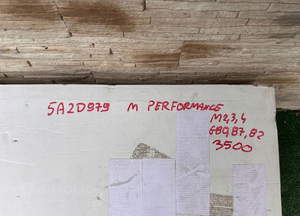 5A2D979 M PERFORMANCE
M2,3,4
G80,87,82
3500